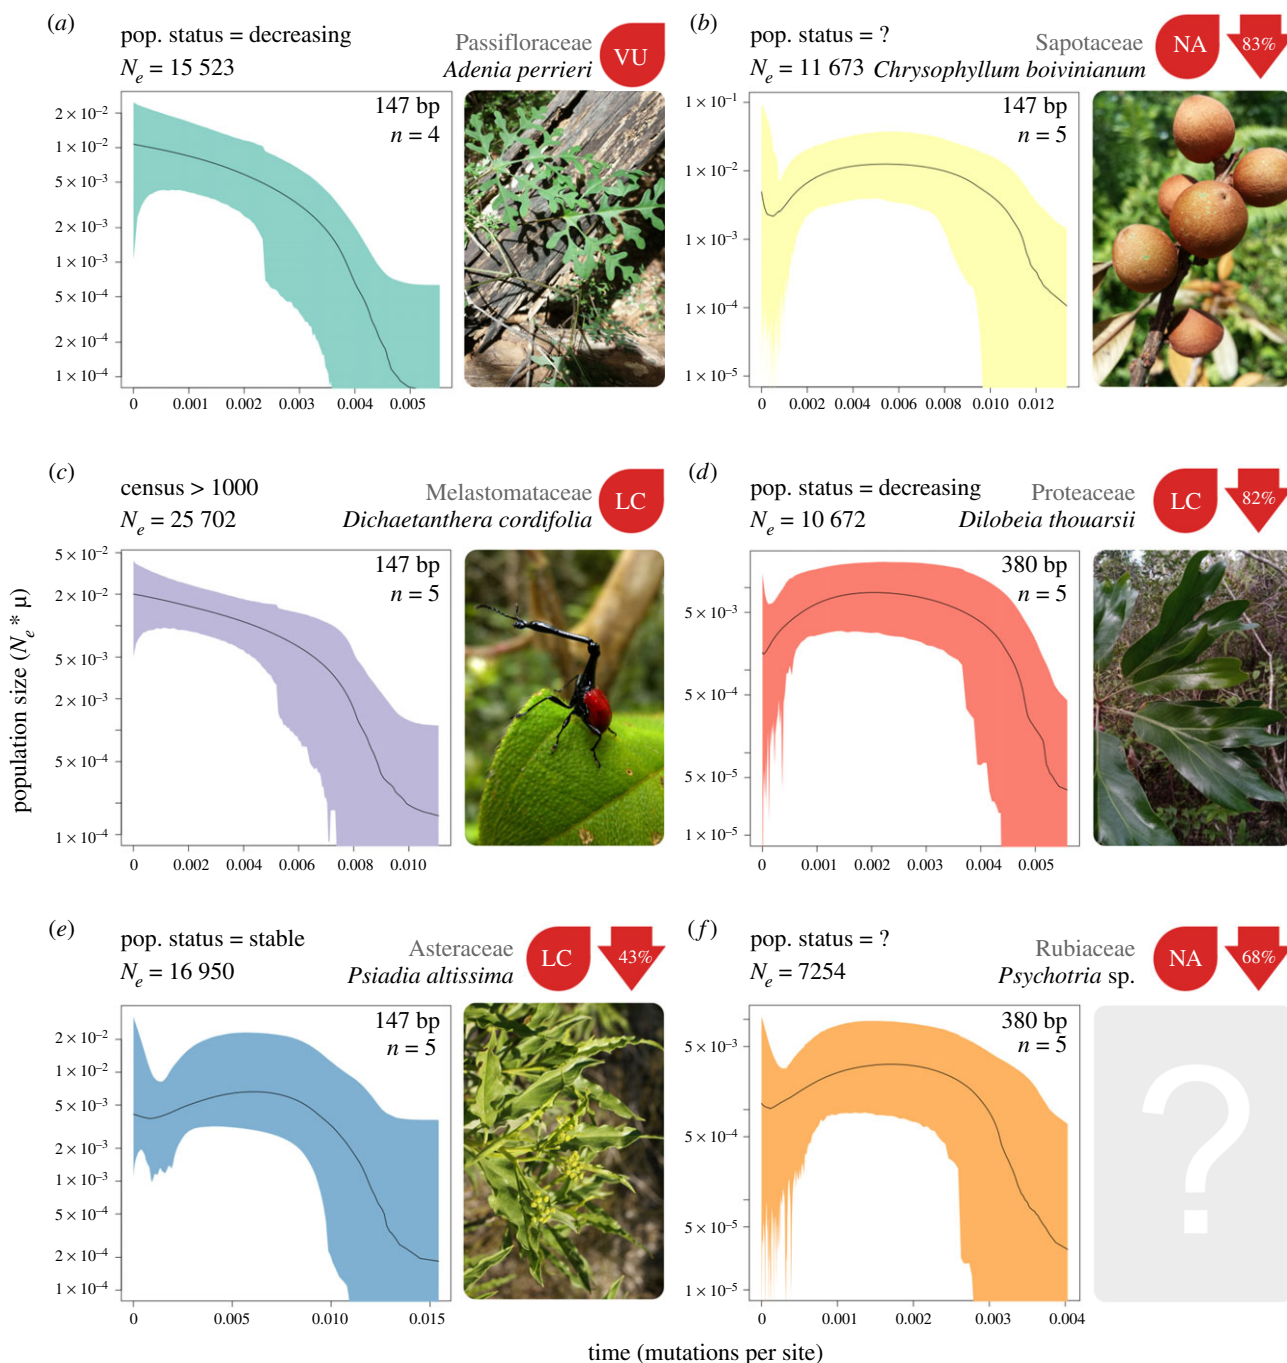 (a)
pop. status = decreasing
Nₑ = 15 523
Passifloraceae
Adenia perrieri
VU
147 bp
n = 4
2 × 10⁻²
1 × 10⁻²
5 × 10⁻³
2 × 10⁻³
1 × 10⁻³
5 × 10⁻⁴
2 × 10⁻⁴
1 × 10⁻⁴
0 0.001 0.002 0.003 0.004 0.005
(b)
pop. status = ?
Nₑ = 11 673
Sapotaceae
Chrysophyllum boivinianum
NA
83%
147 bp
n = 5
1 × 10⁻¹
1 × 10⁻²
1 × 10⁻³
1 × 10⁻⁴
1 × 10⁻⁵
0 0.002 0.004 0.006 0.008 0.010 0.012
(c)
census > 1000
Nₑ = 25 702
Melastomataceae
Dichaetanthera cordifolia
LC
147 bp
n = 5
5 × 10⁻²
2 × 10⁻²
5 × 10⁻³
2 × 10⁻³
5 × 10⁻⁴
1 × 10⁻⁴
0 0.002 0.004 0.006 0.008 0.010
(d)
pop. status = decreasing
Nₑ = 10 672
Proteaceae
Dilobeia thouarsii
LC
82%
380 bp
n = 5
5 × 10⁻³
5 × 10⁻⁴
5 × 10⁻⁵
1 × 10⁻⁵
0 0.001 0.002 0.003 0.004 0.005
population size (Nₑ * μ)
(e)
pop. status = stable
Nₑ = 16 950
Asteraceae
Psiadia altissima
LC
43%
147 bp
n = 5
2 × 10⁻²
1 × 10⁻²
5 × 10⁻³
2 × 10⁻³
1 × 10⁻³
5 × 10⁻⁴
2 × 10⁻⁴
1 × 10⁻⁴
0 0.005 0.010 0.015
(f)
pop. status = ?
Nₑ = 7254
Rubiaceae
Psychotria sp.
NA
68%
380 bp
n = 5
5 × 10⁻³
5 × 10⁻⁴
5 × 10⁻⁵
1 × 10⁻⁵
0 0.001 0.002 0.003 0.004
?
time (mutations per site)